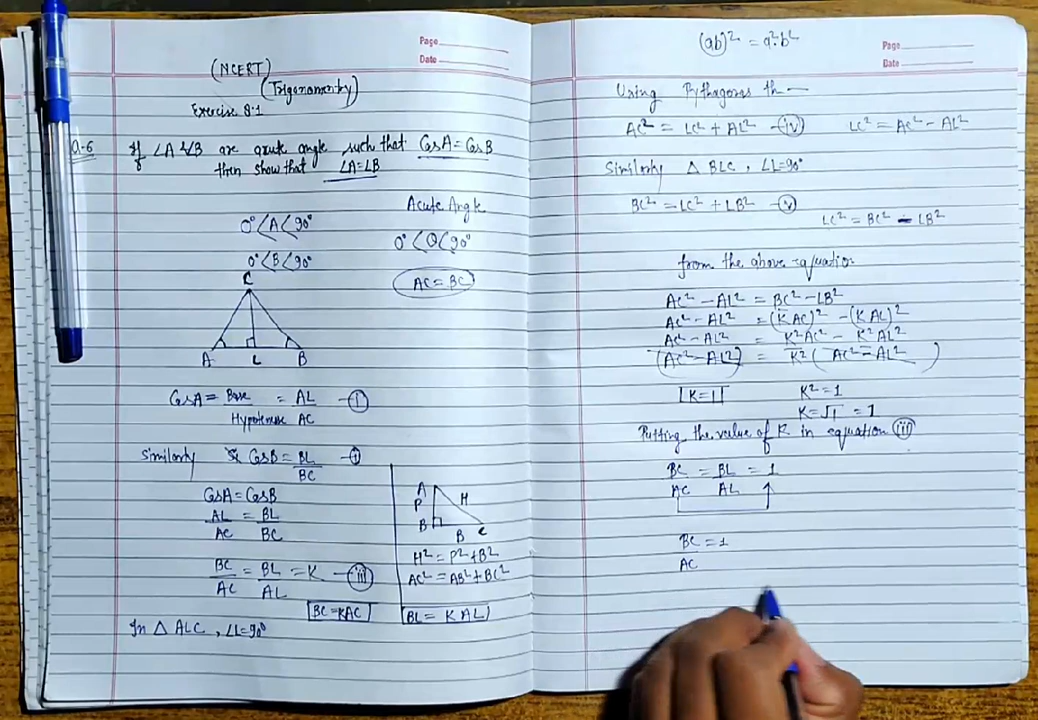 Page
Date
(NCERT)
(Trigonometry)
Exercise 8.1
Q-6 If ∠A & ∠B are acute angle such that CosA = CosB
then show that ∠A=∠B
Acute Angle
0°<A<90°
0°<θ<90°
0°<B<90°
AC = BC
C
A L B
CosA = Base = AL — (i)
Hypotenuse AC
Similarly CosB = BL
BC
CosA = CosB
AL = BL
AC BC
BC = BL = K — (iii)
AC AL
BC = KAC
In △ ALC, ∠L=90°
A
P H
B
B C
H² = P²+B²
AC² = AB²+BC²
BL = KAL
(ab)² = a².b²
Page
Date
Using Pythagoras th —
AC² = LC² + AL² — (iv) LC² = AC² - AL²
Similarly △ BLC, ∠L=90°
BC² = LC² + LB² — (v)
LC² = BC² - LB²
from the above equation
AC² - AL² = BC² - LB²
AC² - AL² = (KAC)² - (KAL)²
AC² - AL² = K²AC² - K²AL²
(AC² - AL²) = K²(AC² - AL²)
K=1 K² = 1
K = √1 = 1
Putting the value of K in equation (iii)
BC = BL = 1
AC AL
BC = 1
AC